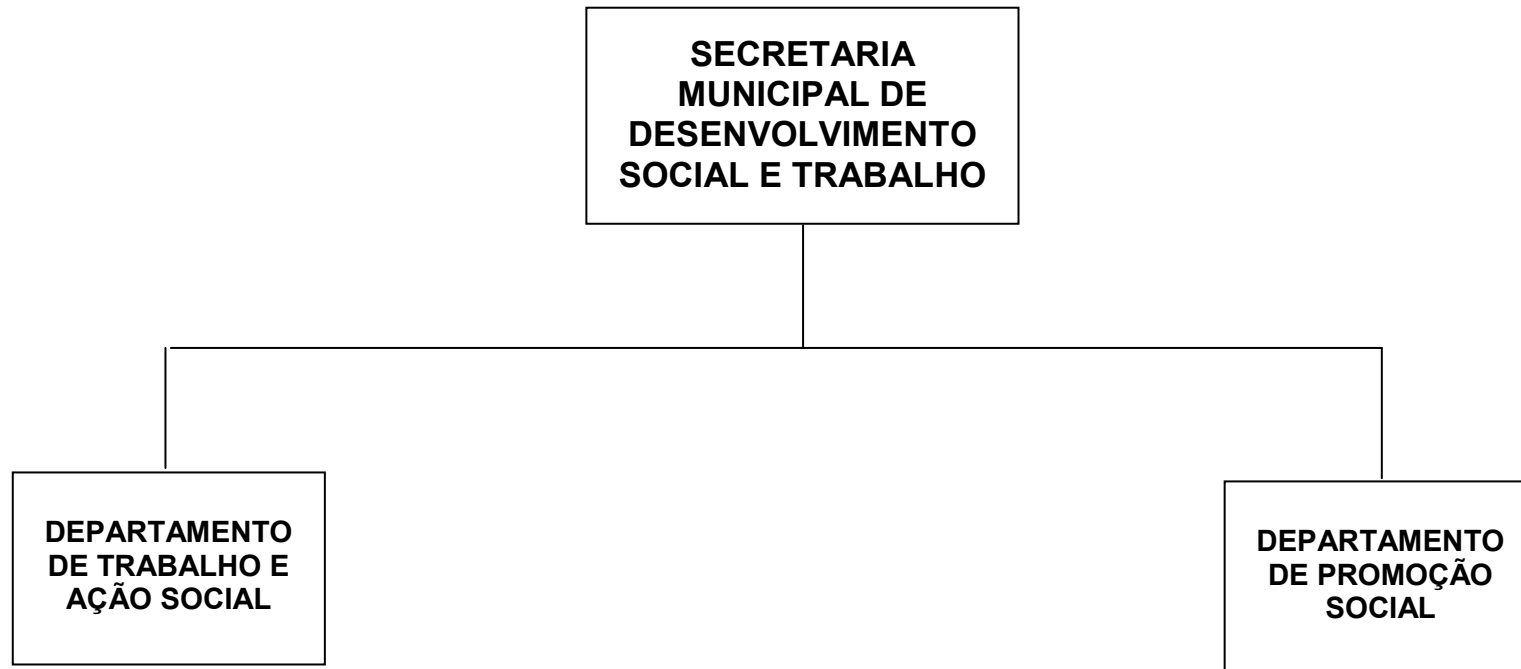 SECRETARIA
MUNICIPAL DE
DESENVOLVIMENTO
SOCIAL E TRABALHO
DEPARTAMENTO
DE TRABALHO E
AÇÃO SOCIAL
DEPARTAMENTO
DE PROMOÇÃO
SOCIAL